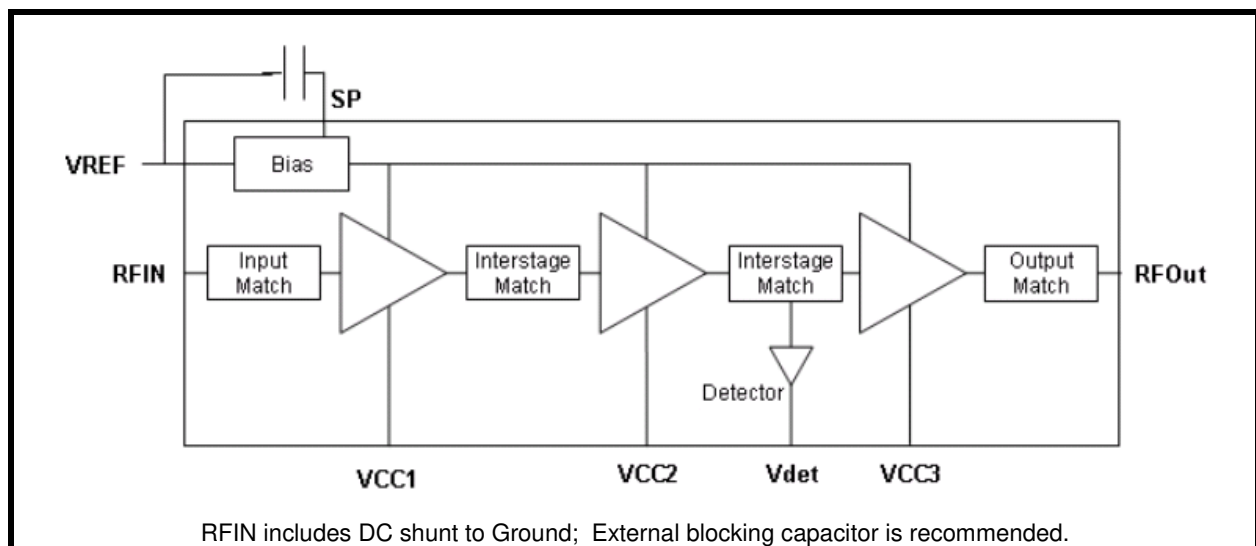 SP
VREF
Bias
RFIN
Input
Match
Interstage
Match
Interstage
Match
Output
Match
RFOut
Detector
VCC1
VCC2
Vdet
VCC3
RFIN includes DC shunt to Ground; External blocking capacitor is recommended.